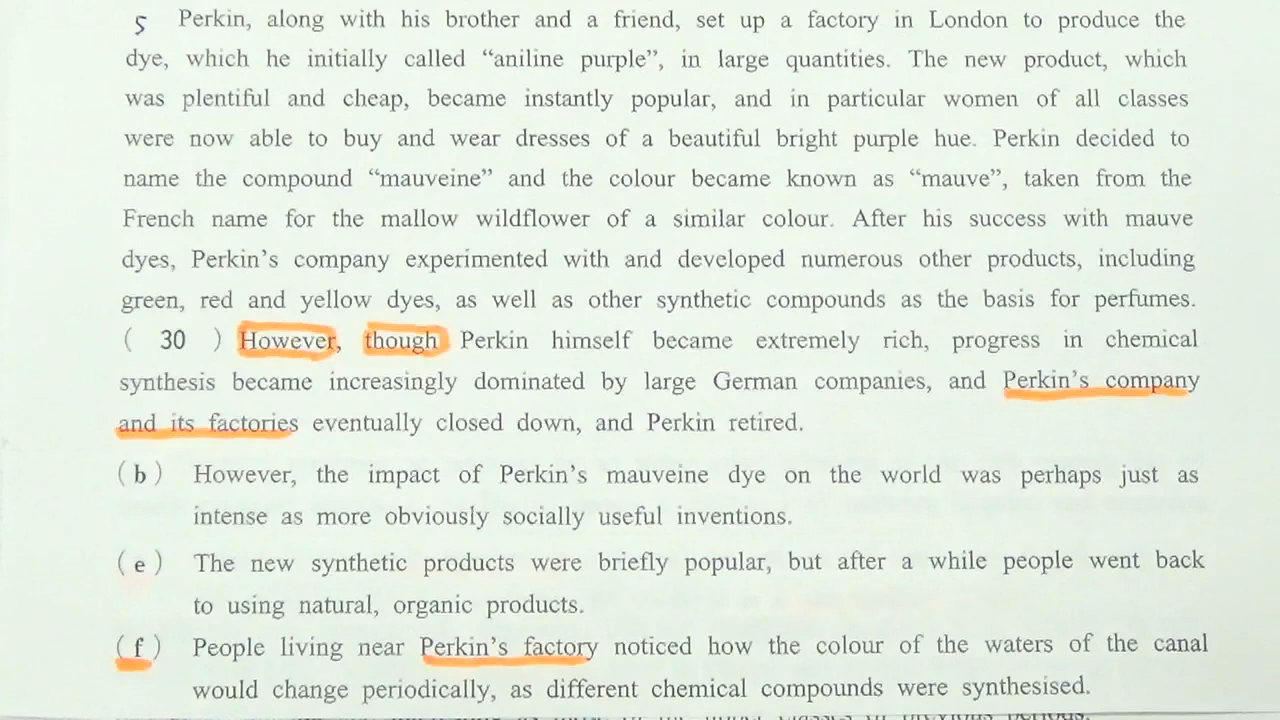 5 Perkin, along with his brother and a friend, set up a factory in London to produce the
dye, which he initially called “aniline purple”, in large quantities. The new product, which
was plentiful and cheap, became instantly popular, and in particular women of all classes
were now able to buy and wear dresses of a beautiful bright purple hue. Perkin decided to
name the compound “mauveine” and the colour became known as “mauve”, taken from the
French name for the mallow wildflower of a similar colour. After his success with mauve
dyes, Perkin’s company experimented with and developed numerous other products, including
green, red and yellow dyes, as well as other synthetic compounds as the basis for perfumes.
( 30 ) However, though Perkin himself became extremely rich, progress in chemical
synthesis became increasingly dominated by large German companies, and Perkin’s company
and its factories eventually closed down, and Perkin retired.
(b) However, the impact of Perkin’s mauveine dye on the world was perhaps just as
intense as more obviously socially useful inventions.
(e) The new synthetic products were briefly popular, but after a while people went back
to using natural, organic products.
(f) People living near Perkin’s factory noticed how the colour of the waters of the canal
would change periodically, as different chemical compounds were synthesised.